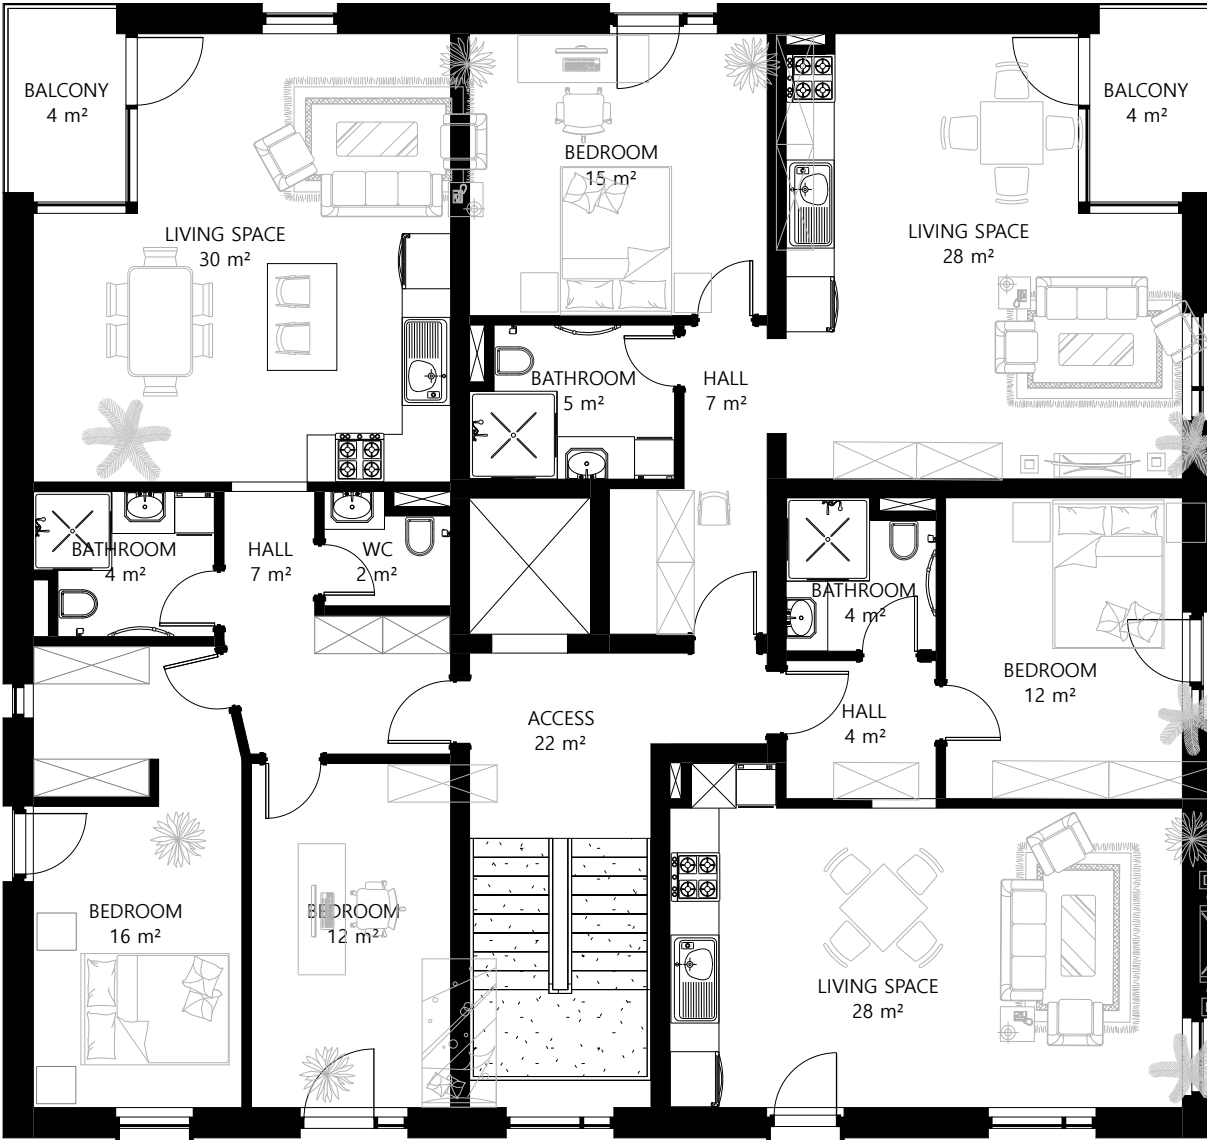 BALCONY
4 m²
BEDROOM
15 m²
BALCONY
4 m²
LIVING SPACE
30 m²
LIVING SPACE
28 m²
BATHROOM
5 m²
HALL
7 m²
BATHROOM
4 m²
HALL
7 m²
WC
2 m²
BATHROOM
4 m²
BEDROOM
12 m²
ACCESS
22 m²
HALL
4 m²
BEDROOM
16 m²
BEDROOM
12 m²
LIVING SPACE
28 m²